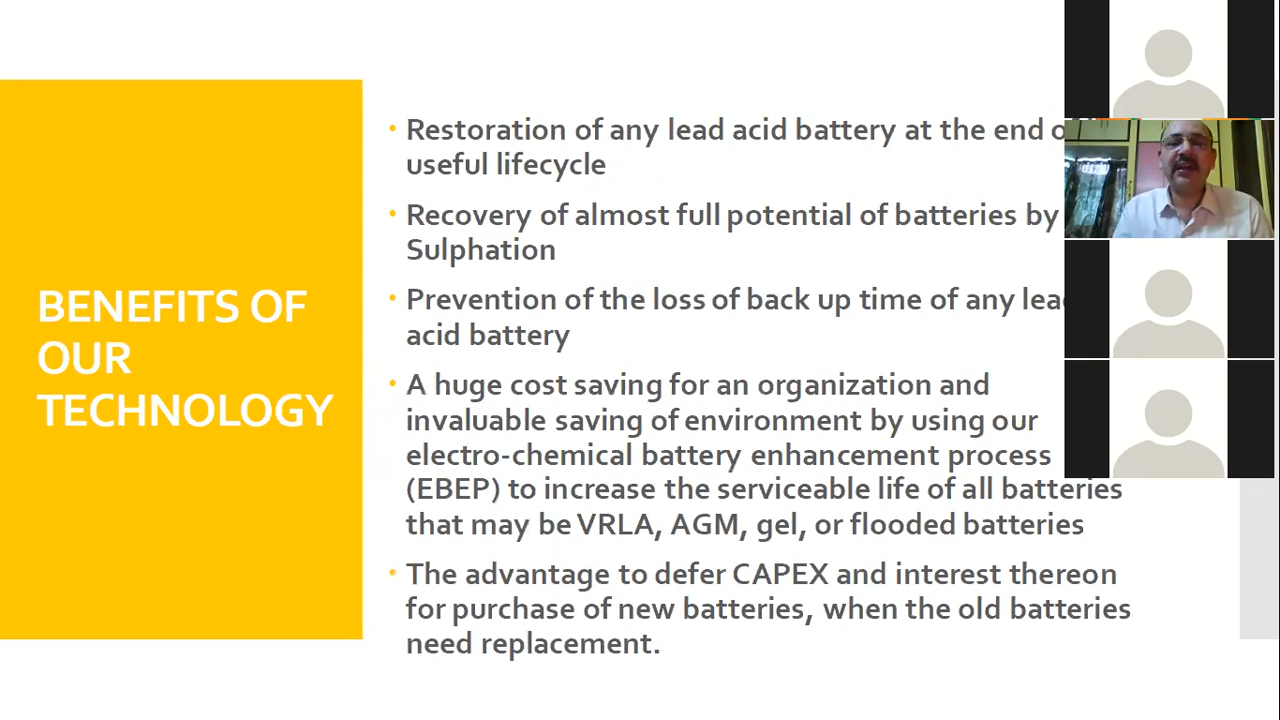 BENEFITS OF
OUR
TECHNOLOGY
Restoration of any lead acid battery at the end
useful lifecycle
Recovery of almost full potential of batteries by
Sulphation
Prevention of the loss of back up time of any
acid battery
A huge cost saving for an organization and
invaluable saving of environment by using our
electro-chemical battery enhancement process
(EBEP) to increase the serviceable life of all batteries
that may be VRLA, AGM, gel, or flooded batteries
The advantage to defer CAPEX and interest thereon
for purchase of new batteries, when the old batteries
need replacement.